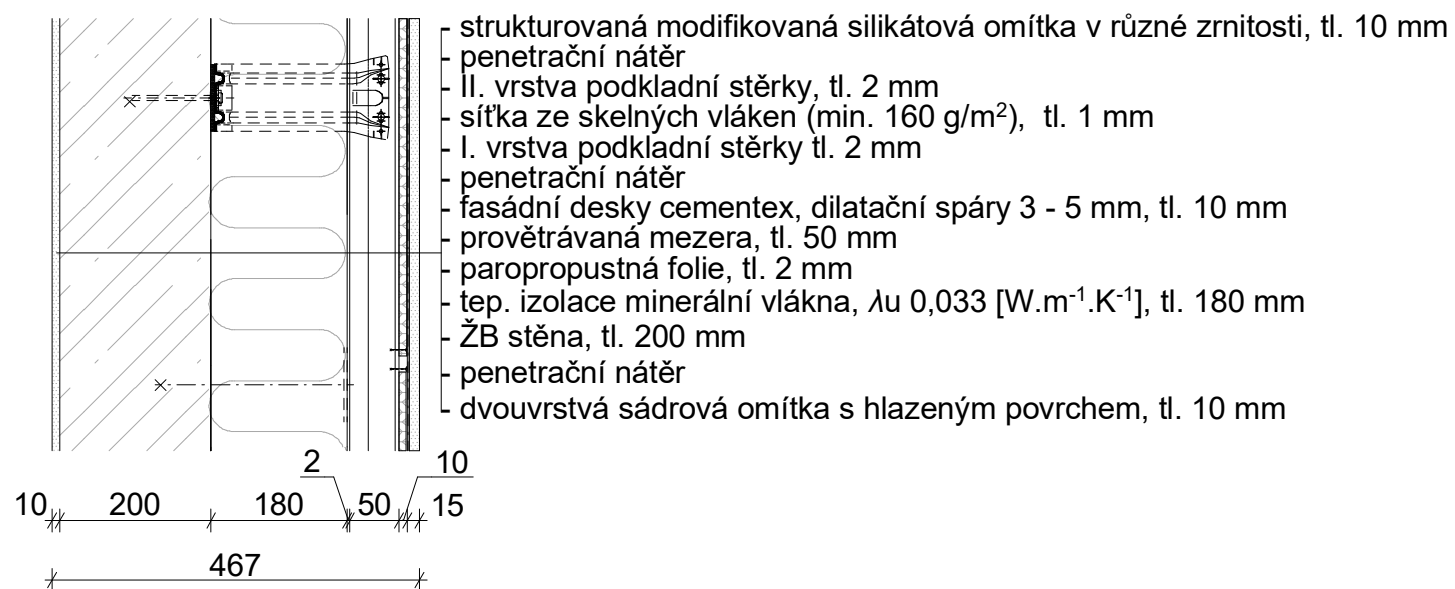 - strukturovaná modifikovaná silikátová omítka v různé zrnitosti, tl. 10 mm
- penetrační nátěr
- II. vrstva podkladní stěrky, tl. 2 mm
- síťka ze skelných vláken (min. 160 g/m²), tl. 1 mm
- I. vrstva podkladní stěrky tl. 2 mm
- penetrační nátěr
- fasádní desky cementex, dilatační spáry 3 - 5 mm, tl. 10 mm
- provětrávaná mezera, tl. 50 mm
- paropropustná folie, tl. 2 mm
- tep. izolace minerální vlákna, λu 0,033 [W.m⁻¹.K⁻¹], tl. 180 mm
- ŽB stěna, tl. 200 mm
- penetrační nátěr
- dvouvrstvá sádrová omítka s hlazeným povrchem, tl. 10 mm
2 10
10 200 180 50 15
467